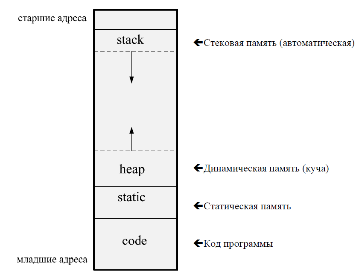 старшие адреса
stack
🡸Стековая память (автоматическая)
heap
🡸Динамическая память (куча)
static
🡸Статическая память
code
🡸Код программы
младшие адреса